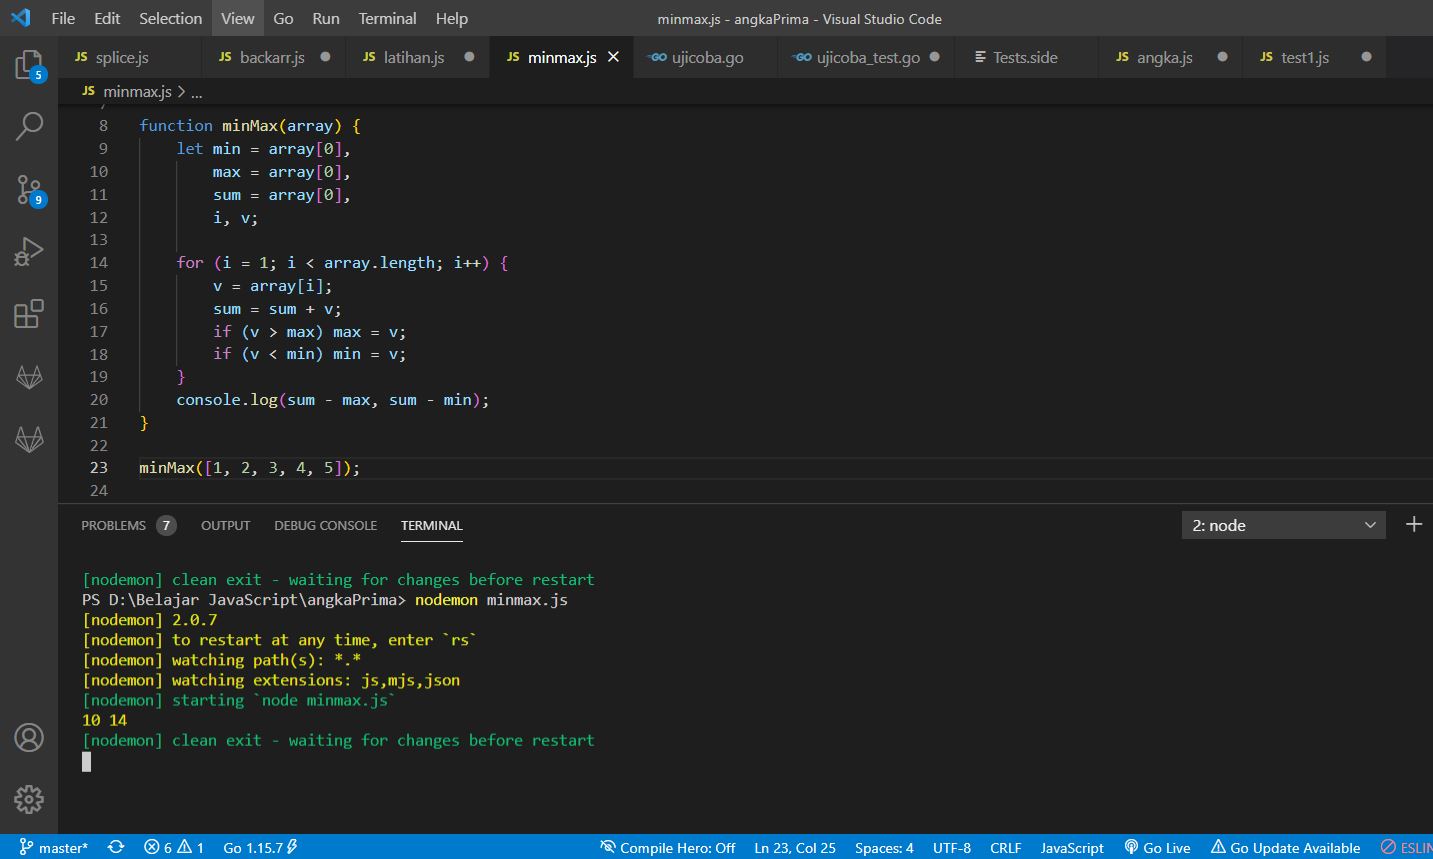 File Edit Selection View Go Run Terminal Help minmax.js - angkaPrima - Visual Studio Code
JS splice.js JS backarr.js JS latihan.js JS minmax.js GO ujicoba.go GO ujicoba_test.go Tests.side JS angka.js JS test1.js
JS minmax.js > ...
7
8 function minMax(array) {
9 let min = array[0],
10 max = array[0],
11 sum = array[0],
12 i, v;
13
14 for (i = 1; i < array.length; i++) {
15 v = array[i];
16 sum = sum + v;
17 if (v > max) max = v;
18 if (v < min) min = v;
19 }
20 console.log(sum - max, sum - min);
21 }
22
23 minMax([1, 2, 3, 4, 5]);
24
5
9
PROBLEMS 7 OUTPUT DEBUG CONSOLE TERMINAL 2: node
[nodemon] clean exit - waiting for changes before restart
PS D:\Belajar JavaScript\angkaPrima> nodemon minmax.js
[nodemon] 2.0.7
[nodemon] to restart at any time, enter `rs`
[nodemon] watching path(s): *.*
[nodemon] watching extensions: js,mjs,json
[nodemon] starting `node minmax.js`
10 14
[nodemon] clean exit - waiting for changes before restart
master* 6 1 Go 1.15.7 Compile Hero: Off Ln 23, Col 25 Spaces: 4 UTF-8 CRLF JavaScript Go Live Go Update Available ESLIN